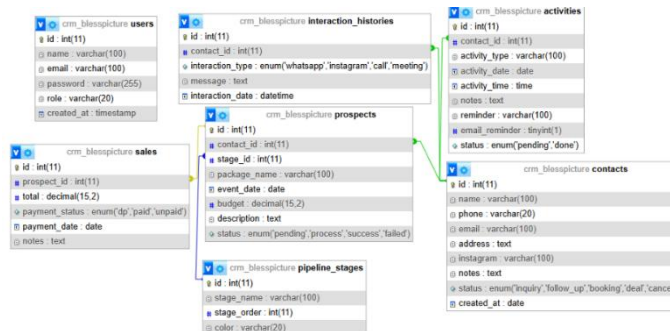 crm_blesspicture users
id : int(11)
name : varchar(100)
email : varchar(100)
password : varchar(255)
role : varchar(20)
created_at : timestamp
crm_blesspicture interaction_histories
id : int(11)
contact_id : int(11)
interaction_type : enum('whatsapp','instagram','call','meeting')
message : text
interaction_date : datetime
crm_blesspicture activities
id : int(11)
contact_id : int(11)
activity_type : varchar(100)
activity_date : date
activity_time : time
notes : text
reminder : varchar(100)
email_reminder : tinyint(1)
status : enum('pending','done')
crm_blesspicture prospects
id : int(11)
contact_id : int(11)
stage_id : int(11)
package_name : varchar(100)
event_date : date
budget : decimal(15,2)
description : text
status : enum('pending','process','success','failed')
crm_blesspicture sales
id : int(11)
prospect_id : int(11)
total : decimal(15,2)
payment_status : enum('dp','paid','unpaid')
payment_date : date
notes : text
crm_blesspicture contacts
id : int(11)
name : varchar(100)
phone : varchar(20)
email : varchar(100)
address : text
instagram : varchar(100)
notes : text
status : enum('inquiry','follow_up','booking','deal','cance
created_at : date
crm_blesspicture pipeline_stages
id : int(11)
stage_name : varchar(100)
stage_order : int(11)
color : varchar(20)